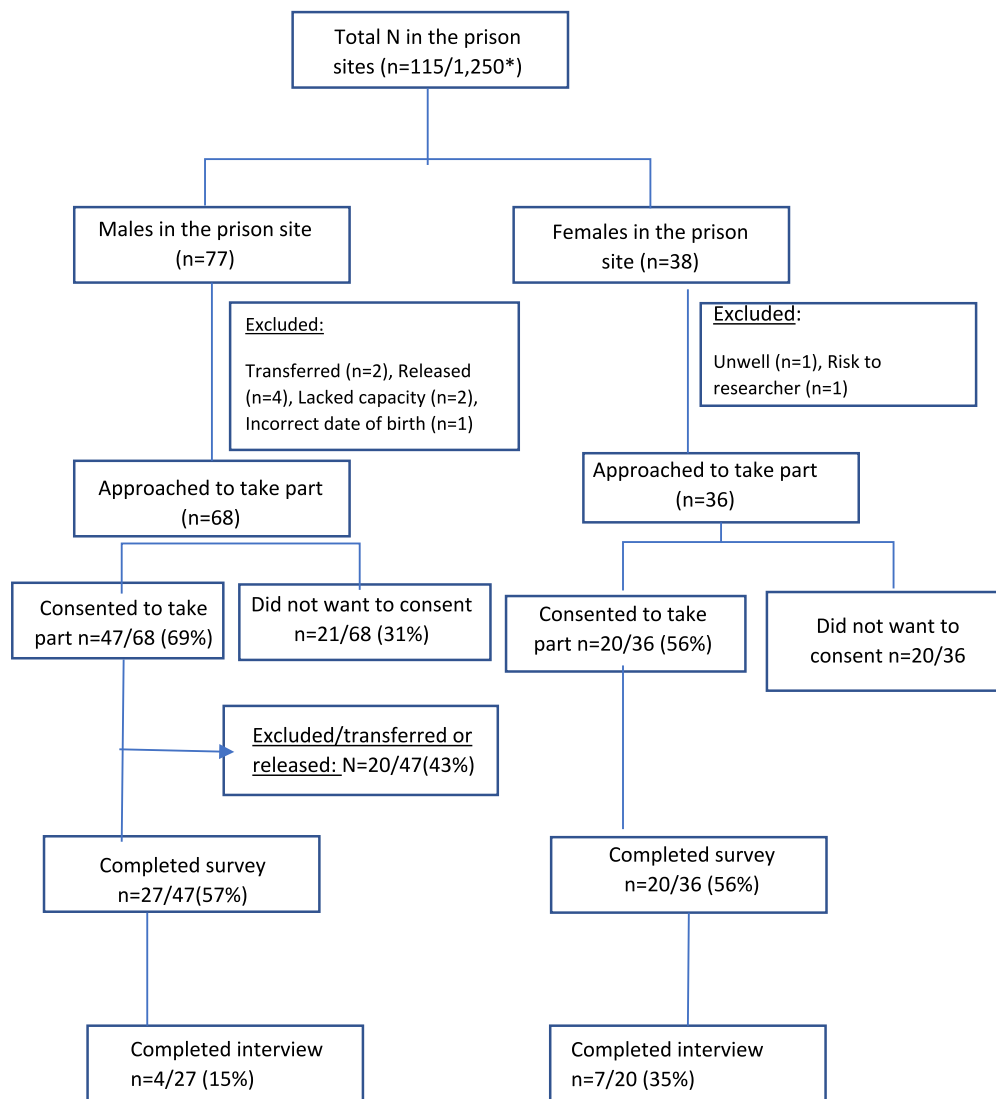 Total N in the prison
sites (n=115/1,250*)
Males in the prison site
(n=77)
Females in the prison
site (n=38)
Excluded:
Transferred (n=2), Released
(n=4), Lacked capacity (n=2),
Incorrect date of birth (n=1)
Excluded:
Unwell (n=1), Risk to
researcher (n=1)
Approached to take part
(n=68)
Approached to take part
(n=36)
Consented to take
part n=47/68 (69%)
Did not want to consent
n=21/68 (31%)
Consented to take
part n=20/36 (56%)
Did not want to
consent n=20/36
Excluded/transferred or
released: N=20/47(43%)
Completed survey
n=27/47(57%)
Completed survey
n=20/36 (56%)
Completed interview
n=4/27 (15%)
Completed interview
n=7/20 (35%)